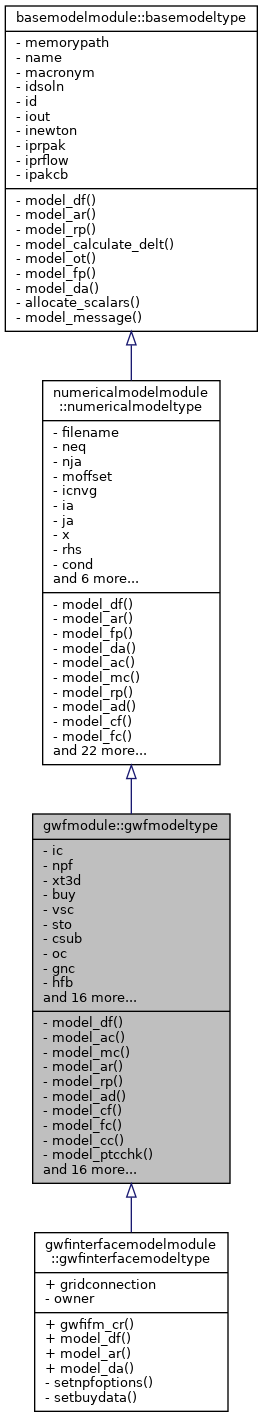 basemodelmodule::basemodeltype
- memorypath
- name
- macronym
- idsoln
- id
- iout
- inewton
- iprpak
- iprflow
- ipakcb
- model_df()
- model_ar()
- model_rp()
- model_calculate_delt()
- model_ot()
- model_fp()
- model_da()
- allocate_scalars()
- model_message()
numericalmodelmodule
::numericalmodeltype
- filename
- neq
- nja
- moffset
- icnvg
- ia
- ja
- x
- rhs
- cond
and 6 more...
- model_df()
- model_ar()
- model_fp()
- model_da()
- model_ac()
- model_mc()
- model_rp()
- model_ad()
- model_cf()
- model_fc()
and 22 more...
gwfmodule::gwfmodeltype
- ic
- npf
- xt3d
- buy
- vsc
- sto
- csub
- oc
- gnc
- hfb
and 16 more...
- model_df()
- model_ac()
- model_mc()
- model_ar()
- model_rp()
- model_ad()
- model_cf()
- model_fc()
- model_cc()
- model_ptcchk()
and 16 more...
gwfinterfacemodelmodule
::gwfinterfacemodeltype
+ gridconnection
- owner
+ gwfifm_cr()
+ model_df()
+ model_ar()
+ model_da()
- setnpfoptions()
- setbuydata()